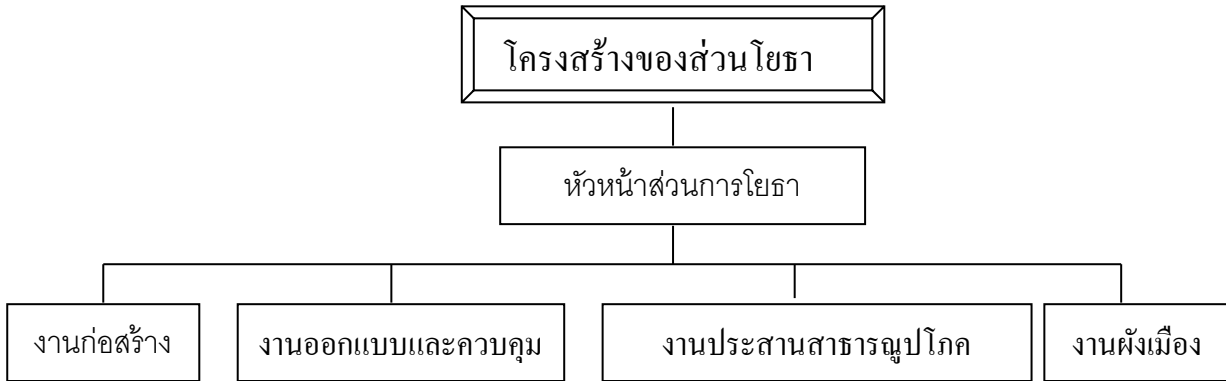 โครงสร้างของส่วนโยธา
หัวหน้าส่วนการโยธา
งานก่อสร้าง
งานออกแบบและควบคุม
งานประสานสาธารณูปโภค
งานผังเมือง